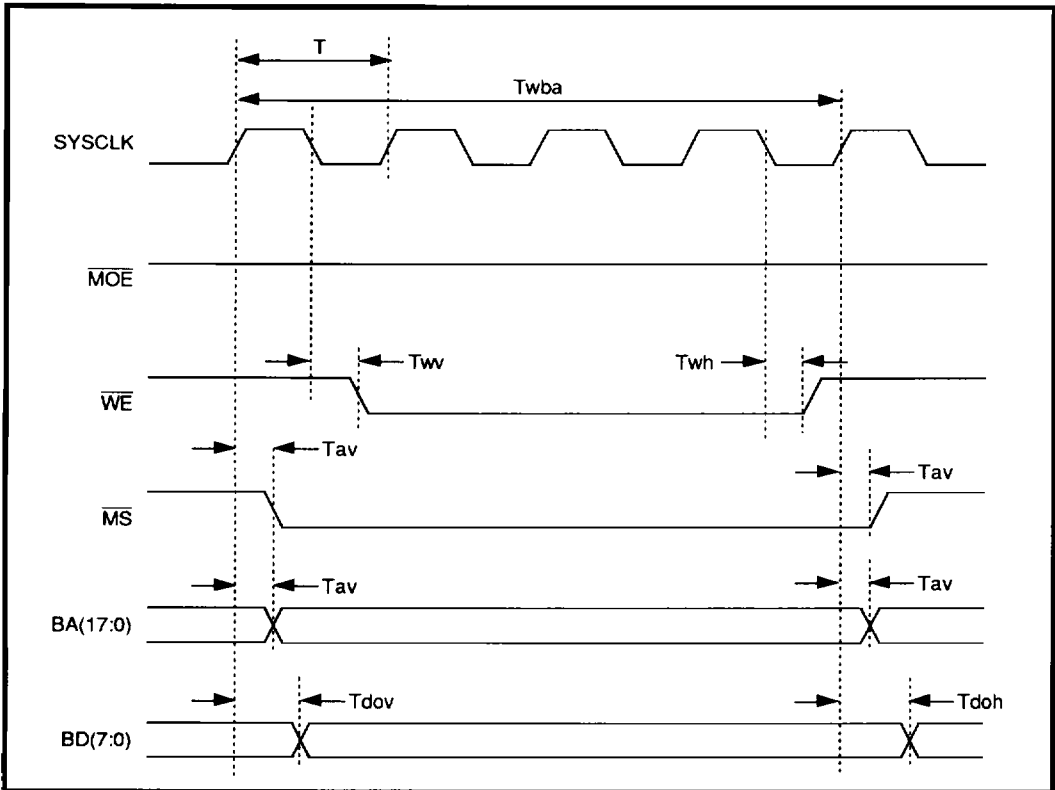 T
Twba
SYSCLK
MOE
Twv
Twh
WE
Tav
Tav
MS
Tav
Tav
BA(17:0)
Tdov
Tdoh
BD(7:0)